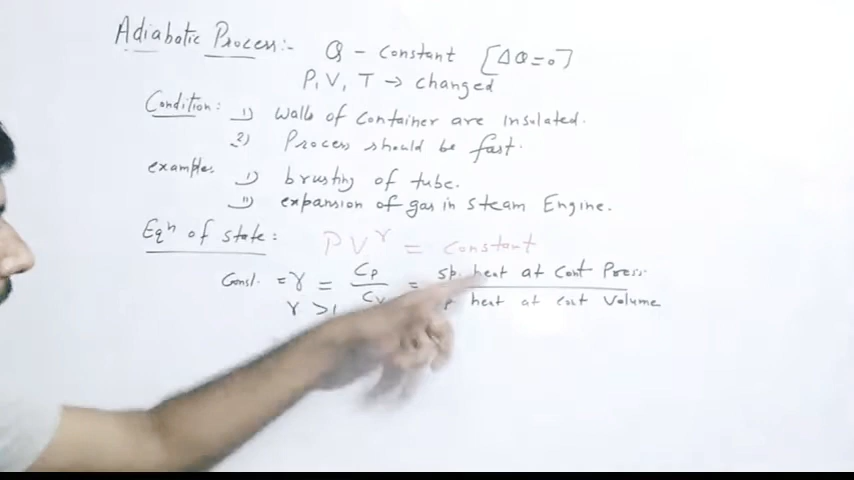 Adiabatic Process:- Q - Constant [ΔQ=0]
P, V, T → changed
Condition: 1) Walls of Container are insulated.
2) Process should be fast.
examples 1) brusting of tube.
11) expansion of gas in steam Engine.
Eqⁿ of state: PV^γ = Constant
Const. = γ = Cp/Cv = sp. heat at Cont Press.
heat at cont Volume
γ >1